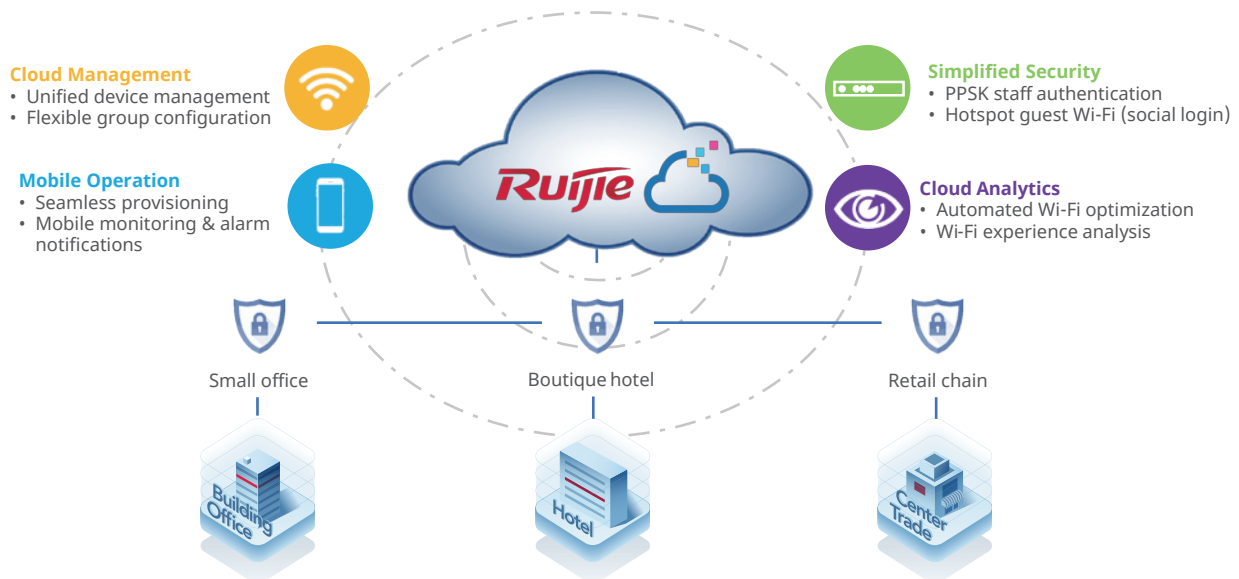 Cloud Management
• Unified device management
• Flexible group configuration
Mobile Operation
• Seamless provisioning
• Mobile monitoring & alarm
notifications
Ruijie
Simplified Security
• PPSK staff authentication
• Hotspot guest Wi-Fi (social login)
Cloud Analytics
• Automated Wi-Fi optimization
• Wi-Fi experience analysis
Small office
Boutique hotel
Retail chain
Building
Office
Hotel
Center
Trade